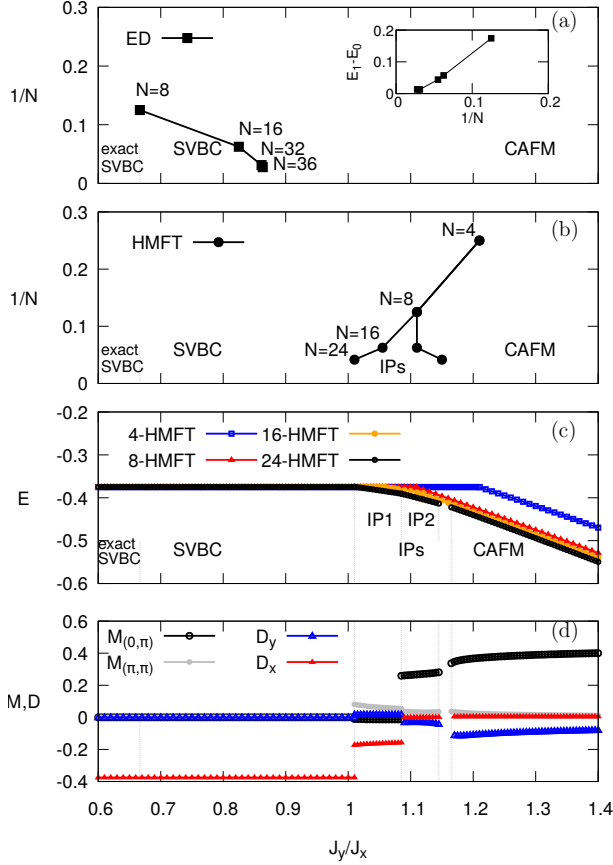 (a)
0.3
ED
0.2
1/N
0.1
0
N=8
N=16
N=32
N=36
exact
SVBC
SVBC
CAFM
E₁-E₀
0.2
0.1
0
0
0.2
1/N
(b)
0.3
HMFT
0.2
1/N
0.1
0
N=4
N=8
N=16
N=24
IPs
exact
SVBC
SVBC
CAFM
(c)
-0.2
-0.3
-0.4
-0.5
-0.6
E
4-HMFT
16-HMFT
8-HMFT
24-HMFT
IP1
IP2
exact
SVBC
SVBC
IPs
CAFM
(d)
0.6
0.4
0.2
0
-0.2
-0.4
M,D
M(0,π)
Dy
M(π,π)
Dx
0.6
0.7
0.8
0.9
1
1.1
1.2
1.3
1.4
Jy/Jx